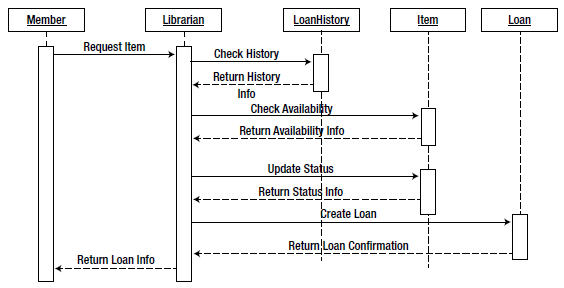 Member
Librarian
LoanHistory
Item
Loan
Request Item
Check History
Return History
Info
Check Availability
Return Availability Info
Update Status
Return Status Info
Create Loan
Return Loan Confirmation
Return Loan Info